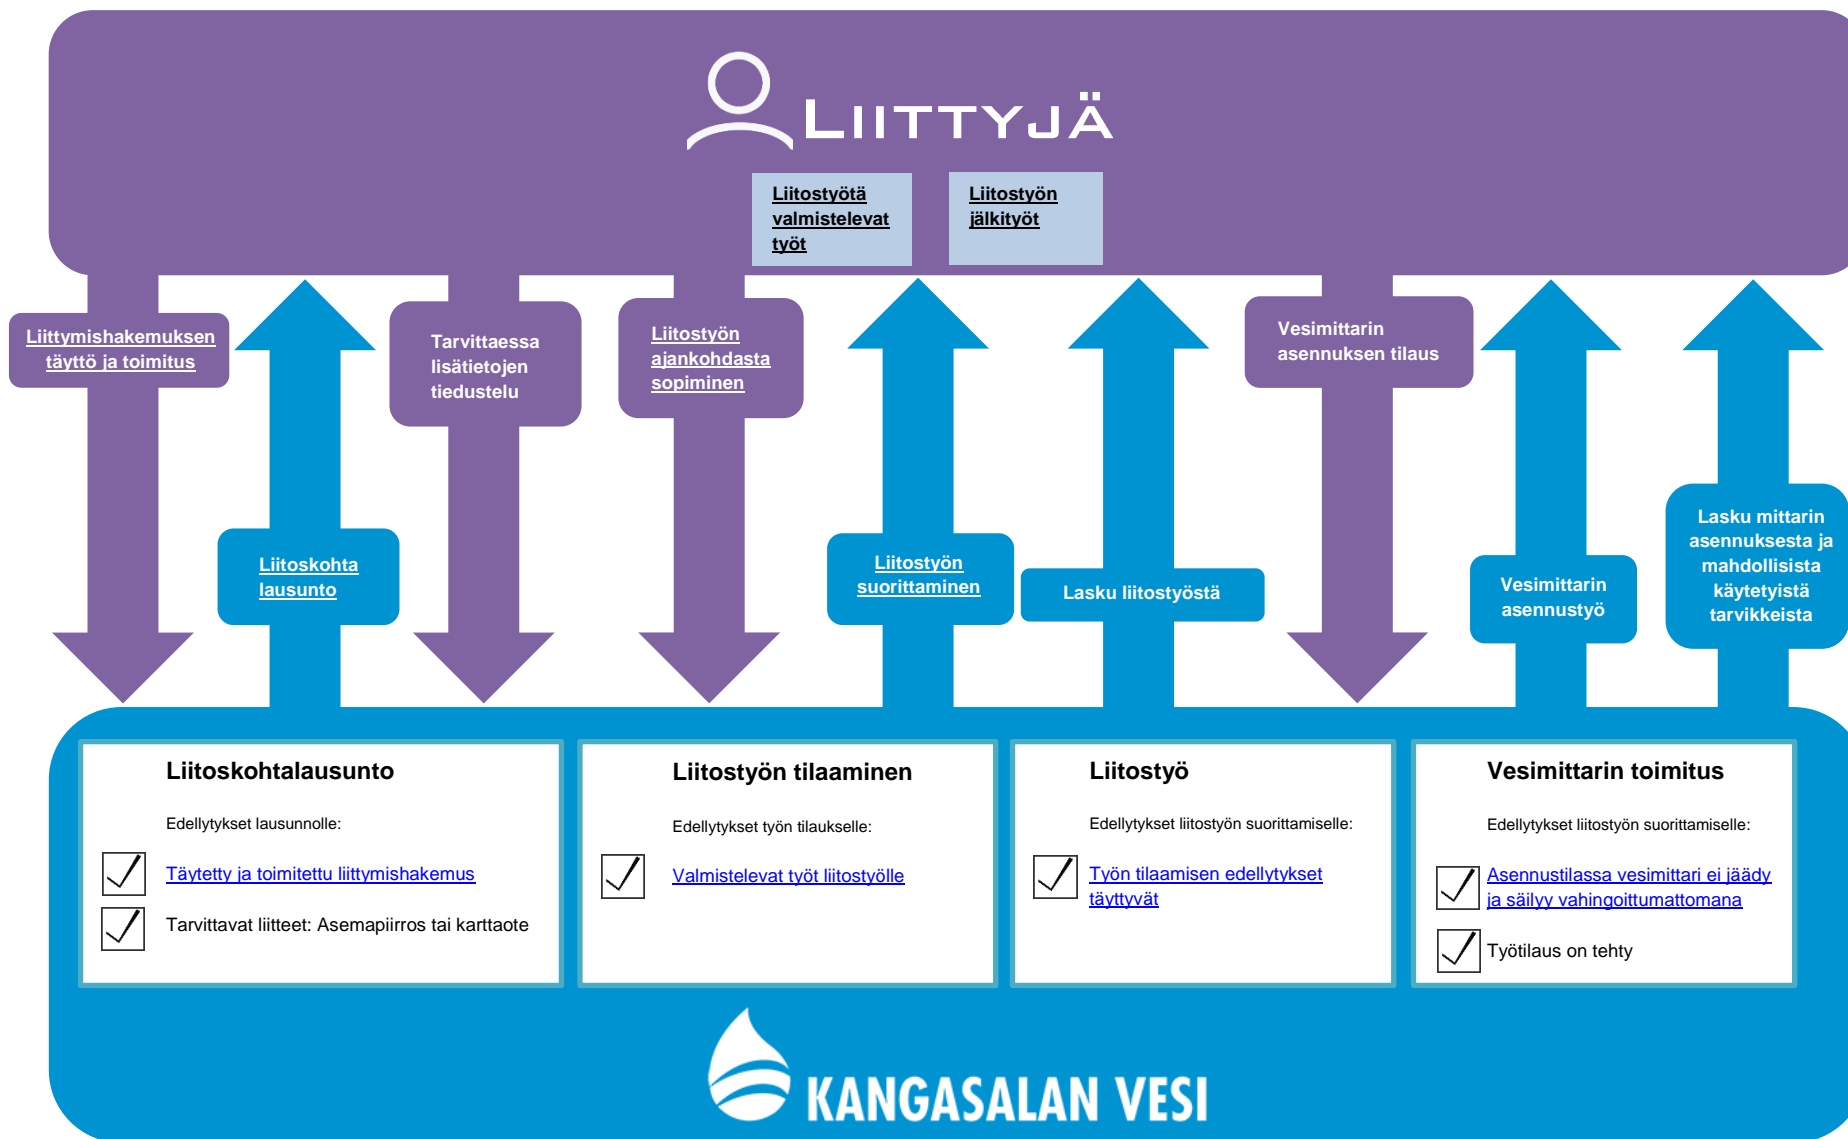 LIITTYJÄ
Liitostyötä
valmistelevat
työt
Liitostyön
jälkityöt
Liittymishakemuksen
täyttö ja toimitus
Tarvittaessa
lisätietojen
tiedustelu
Liitostyön
ajankohdasta
sopiminen
Vesimittarin
asennuksen tilaus
Liitoskohta
lausunto
Liitostyön
suorittaminen
Lasku liitostyöstä
Vesimittarin
asennustyö
Lasku mittarin
asennuksesta ja
mahdollisista
käytetyistä
tarvikkeista
Liitoskohtalausunto
Edellytykset lausunnolle:
Täytetty ja toimitettu liittymishakemus
Tarvittavat liitteet: Asemapiirros tai karttaote
Liitostyön tilaaminen
Edellytykset työn tilaukselle:
Valmistelevat työt liitostyölle
Liitostyö
Edellytykset liitostyön suorittamiselle:
Työn tilaamisen edellytykset
täyttyvät
Vesimittarin toimitus
Edellytykset liitostyön suorittamiselle:
Asennustilassa vesimittari ei jäädy
ja säilyy vahingoittumattomana
Työtilaus on tehty
KANGASALAN VESI